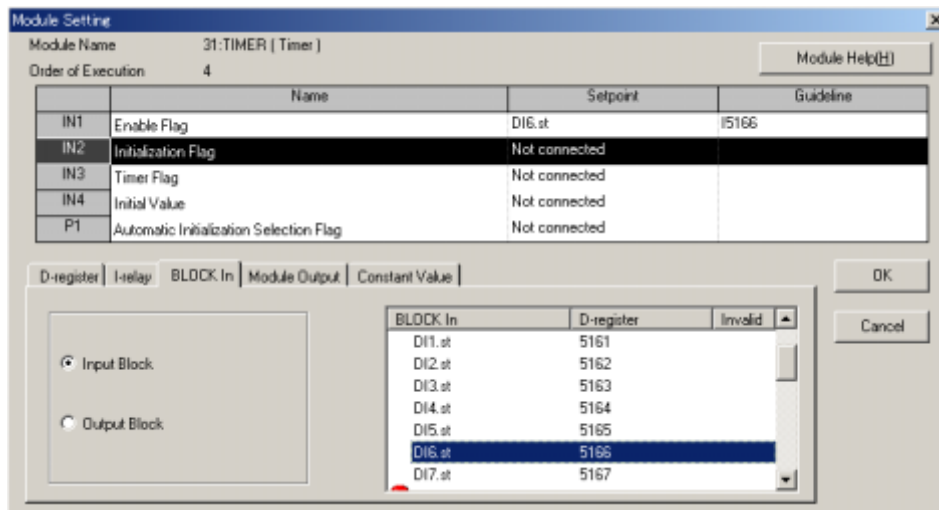 Module Setting
Module Name 31:TIMER ( Timer )
Order of Execution 4
Module Help(H)
Name Setpoint Guideline
IN1 Enable Flag DI6.st I5166
IN2 Initialization Flag Not connected
IN3 Timer Flag Not connected
IN4 Initial Value Not connected
P1 Automatic Initialization Selection Flag Not connected
D-register I-relay BLOCK In Module Output Constant Value
OK
Cancel
Input Block
Output Block
BLOCK In D-register Invalid
DI1.st 5161
DI2.st 5162
DI3.st 5163
DI4.st 5164
DI5.st 5165
DI6.st 5166
DI7.st 5167